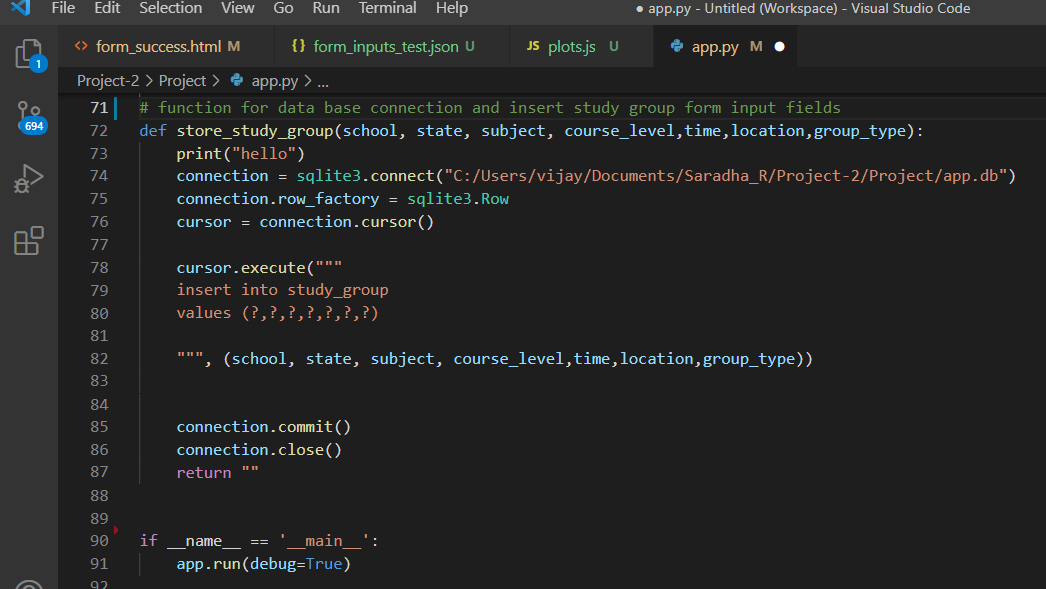 File Edit Selection View Go Run Terminal Help ● app.py - Untitled (Workspace) - Visual Studio Code
<> form_success.html M {} form_inputs_test.json U JS plots.js U app.py M ●
1
Project-2 > Project > app.py > ...
694
71 # function for data base connection and insert study group form input fields
72 def store_study_group(school, state, subject, course_level,time,location,group_type):
73 print("hello")
74 connection = sqlite3.connect("C:/Users/vijay/Documents/Saradha_R/Project-2/Project/app.db")
75 connection.row_factory = sqlite3.Row
76 cursor = connection.cursor()
77
78 cursor.execute("""
79 insert into study_group
80 values (?,?,?,?,?,?,?)
81
82 """, (school, state, subject, course_level,time,location,group_type))
83
84
85 connection.commit()
86 connection.close()
87 return ""
88
89
90 if __name__ == '__main__':
91 app.run(debug=True)
92